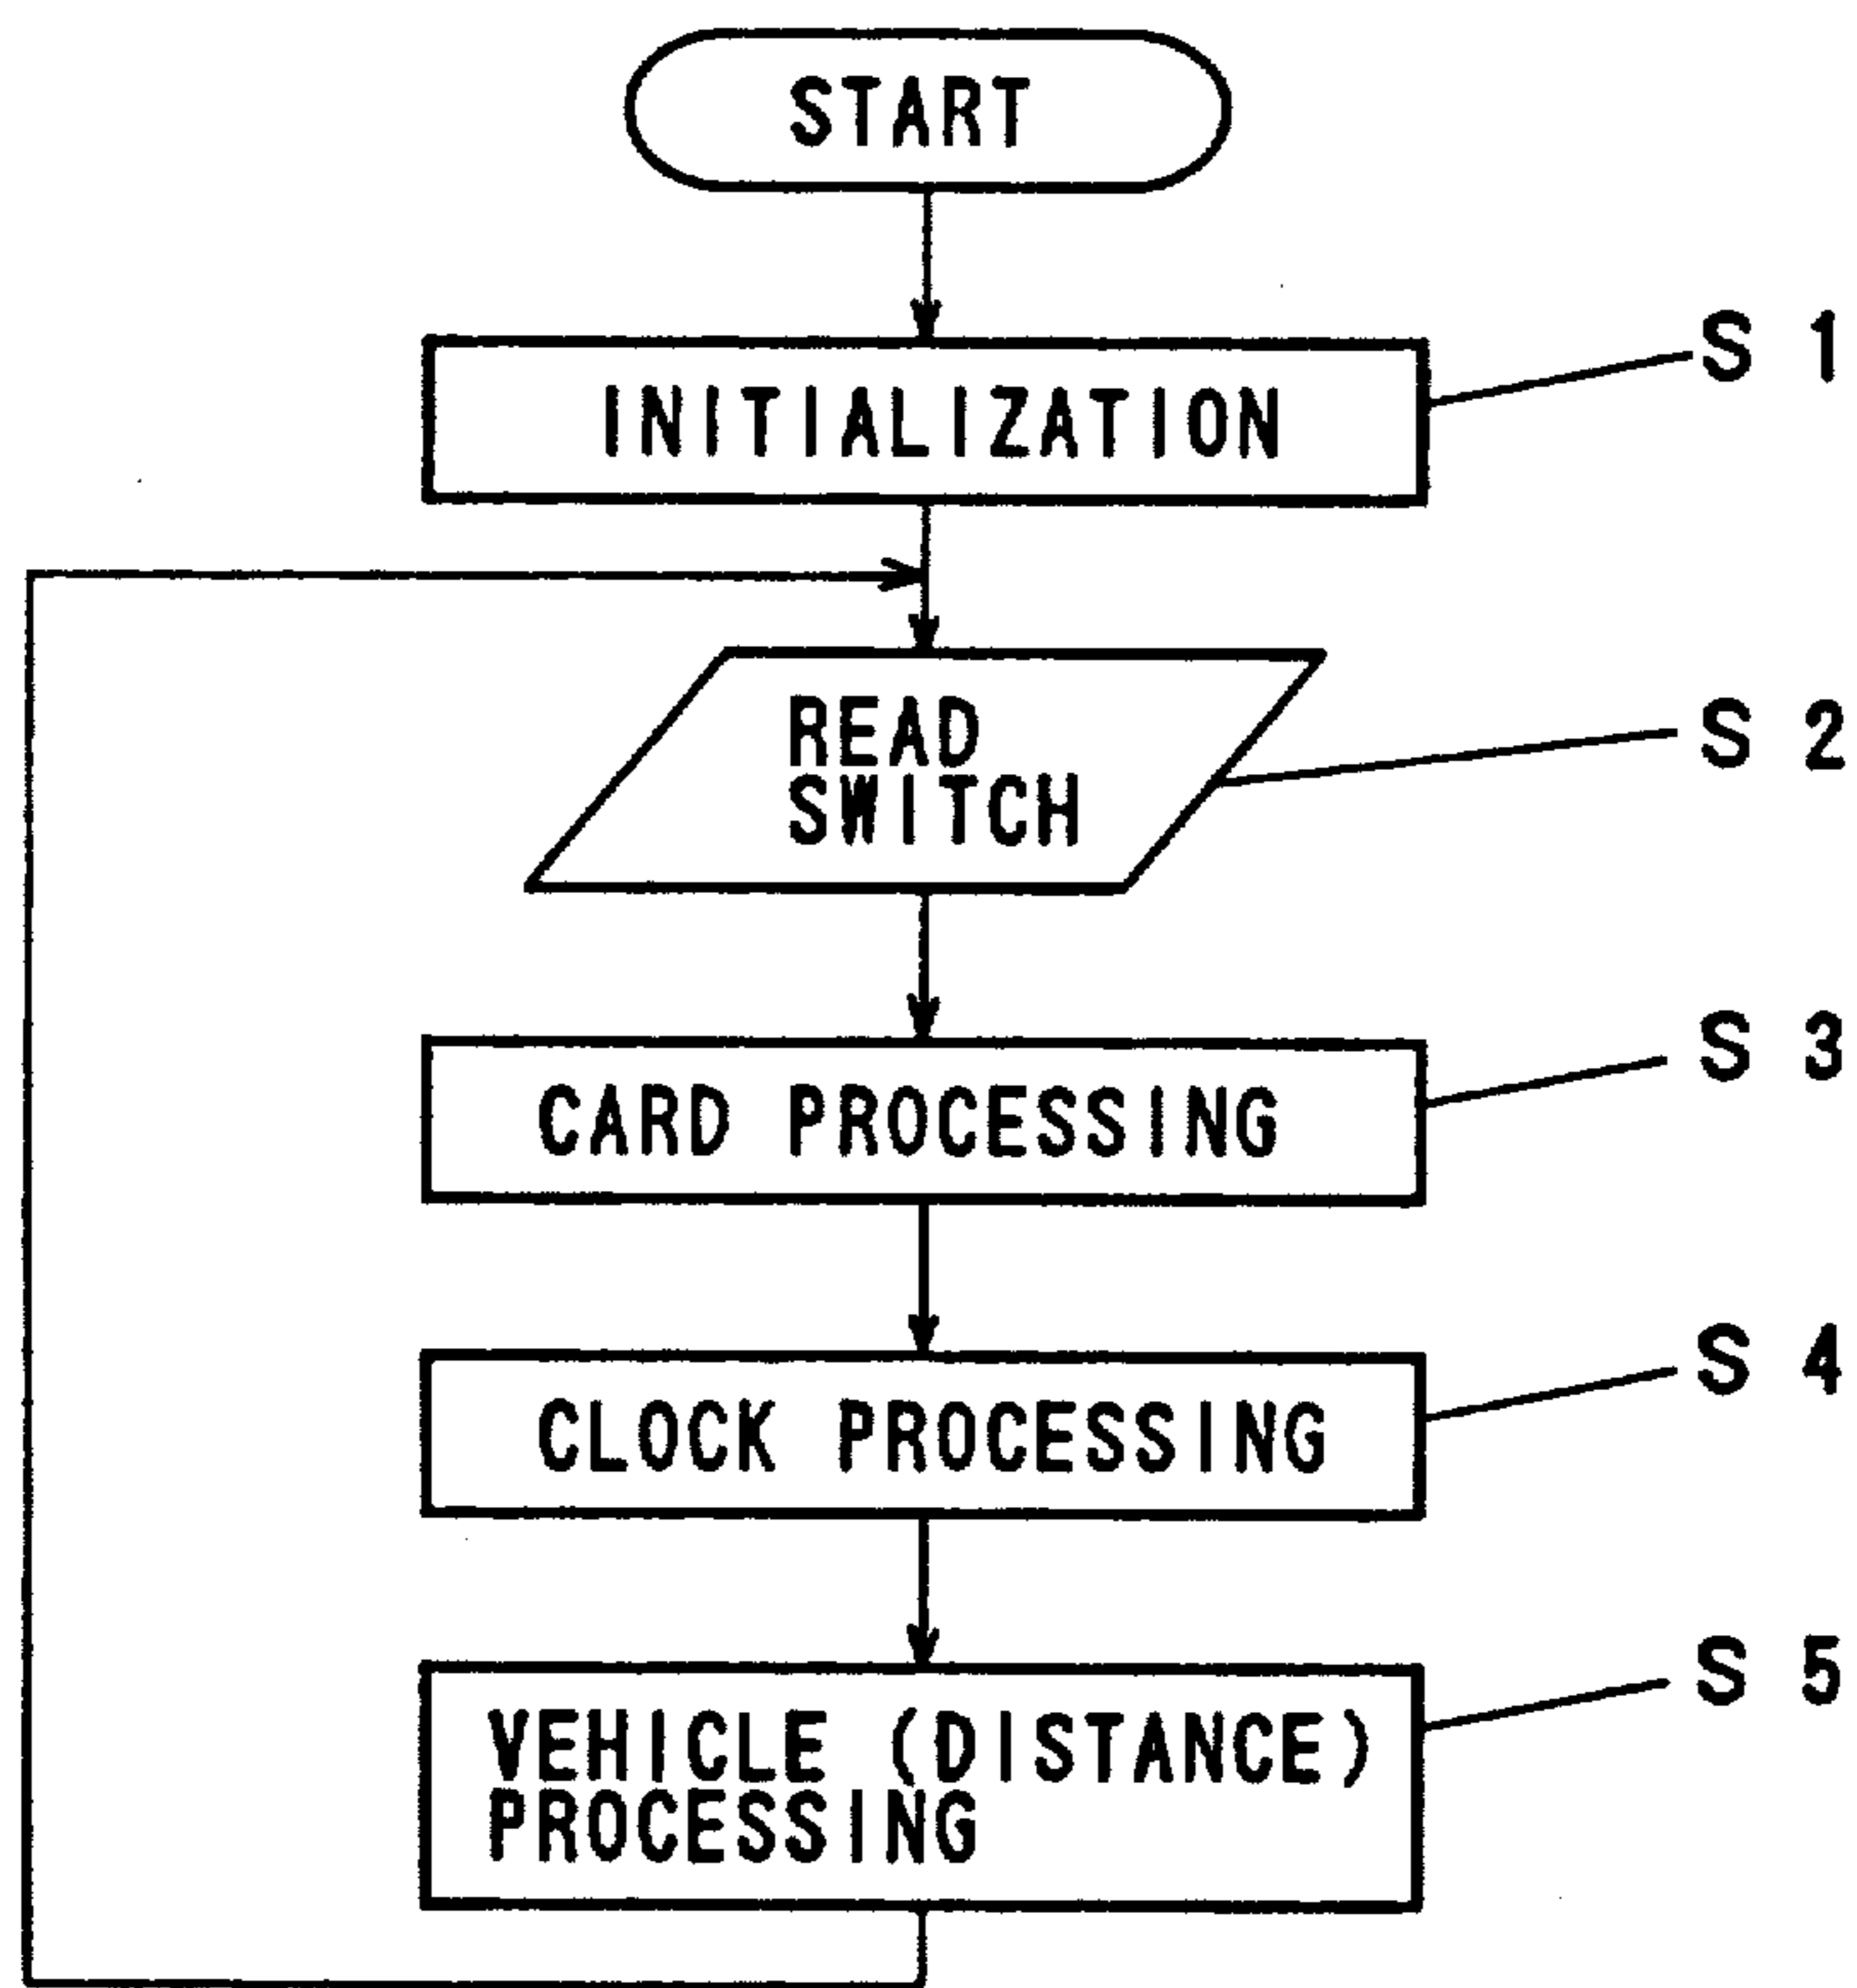 START
INITIALIZATION
S 1
READ
SWITCH
S 2
CARD PROCESSING
S 3
CLOCK PROCESSING
S 4
VEHICLE (DISTANCE)
PROCESSING
S 5